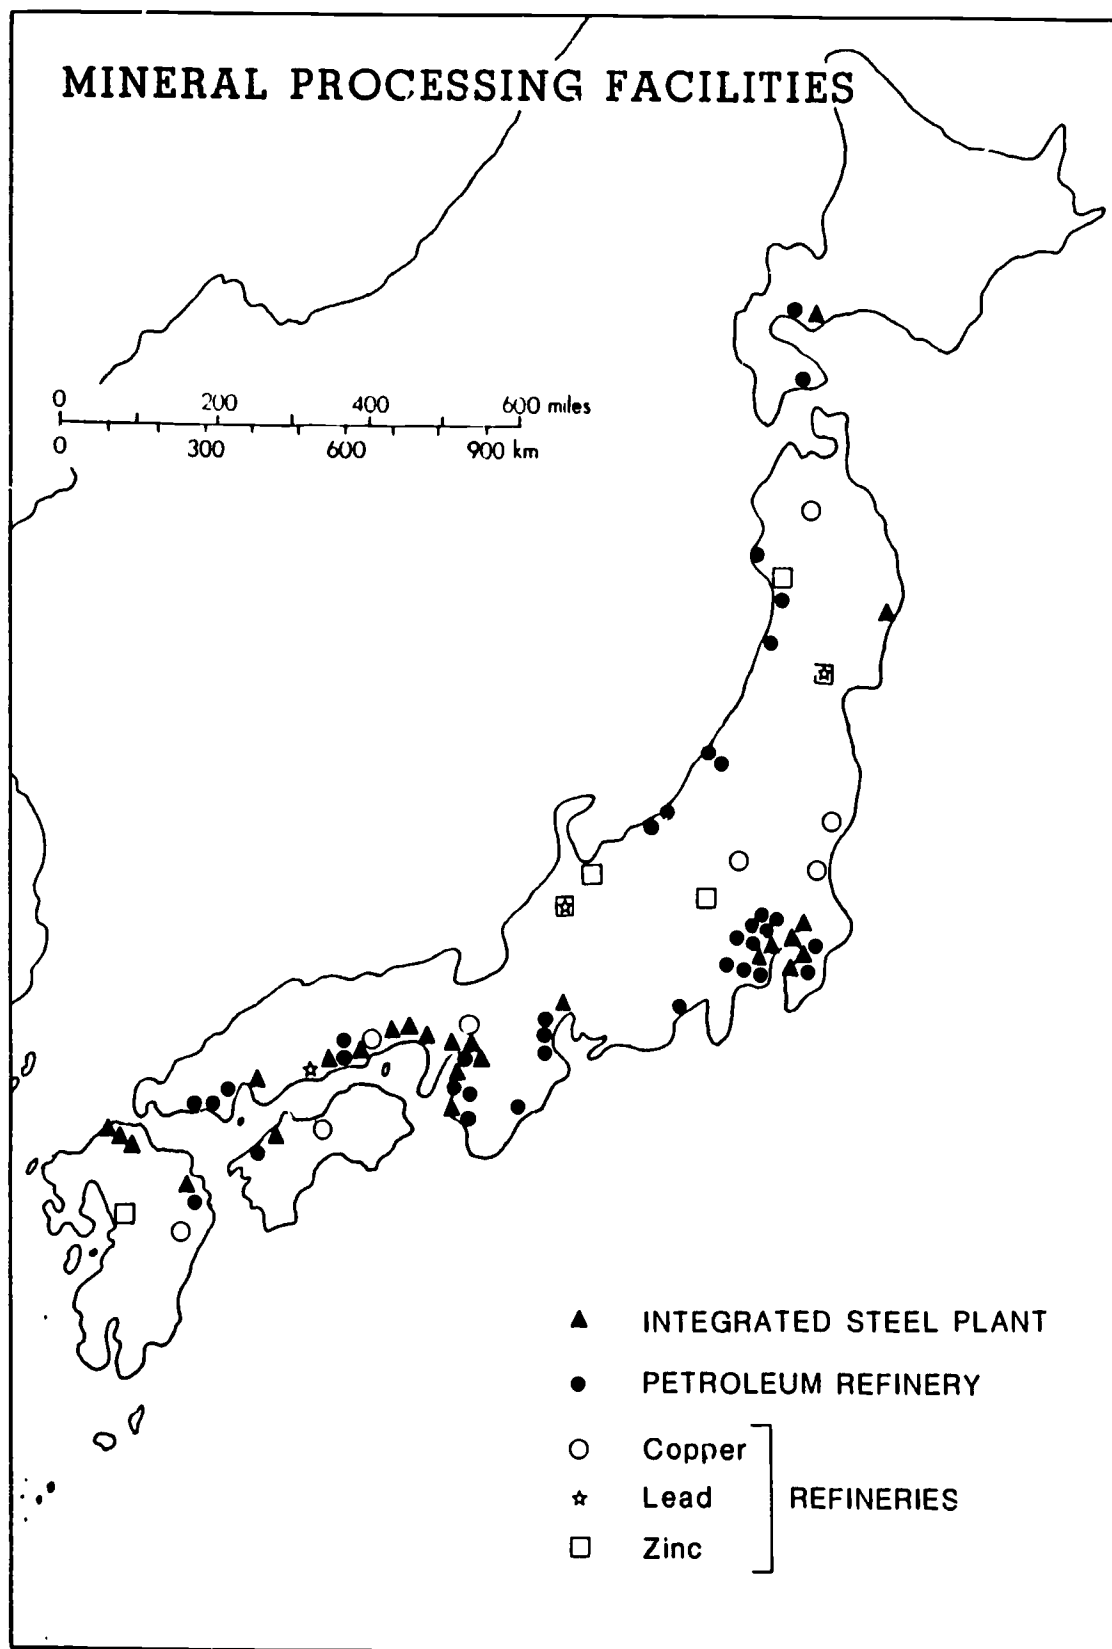 MINERAL PROCESSING FACILITIES
0 200 400 600 miles
0 300 600 900 km
INTEGRATED STEEL PLANT
PETROLEUM REFINERY
Copper
Lead
REFINERIES
Zinc